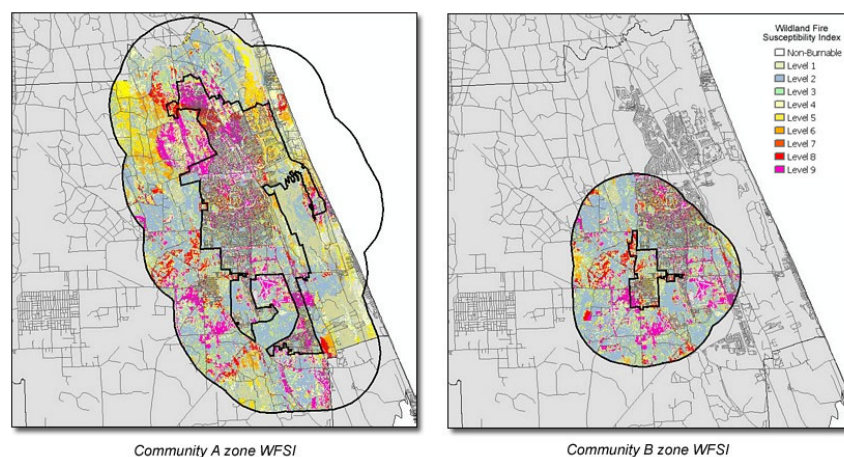 Wildland Fire
Susceptibility Index
Non-Burnable
Level 1
Level 2
Level 3
Level 4
Level 5
Level 6
Level 7
Level 8
Level 9
Community A zone WFSI
Community B zone WFSI